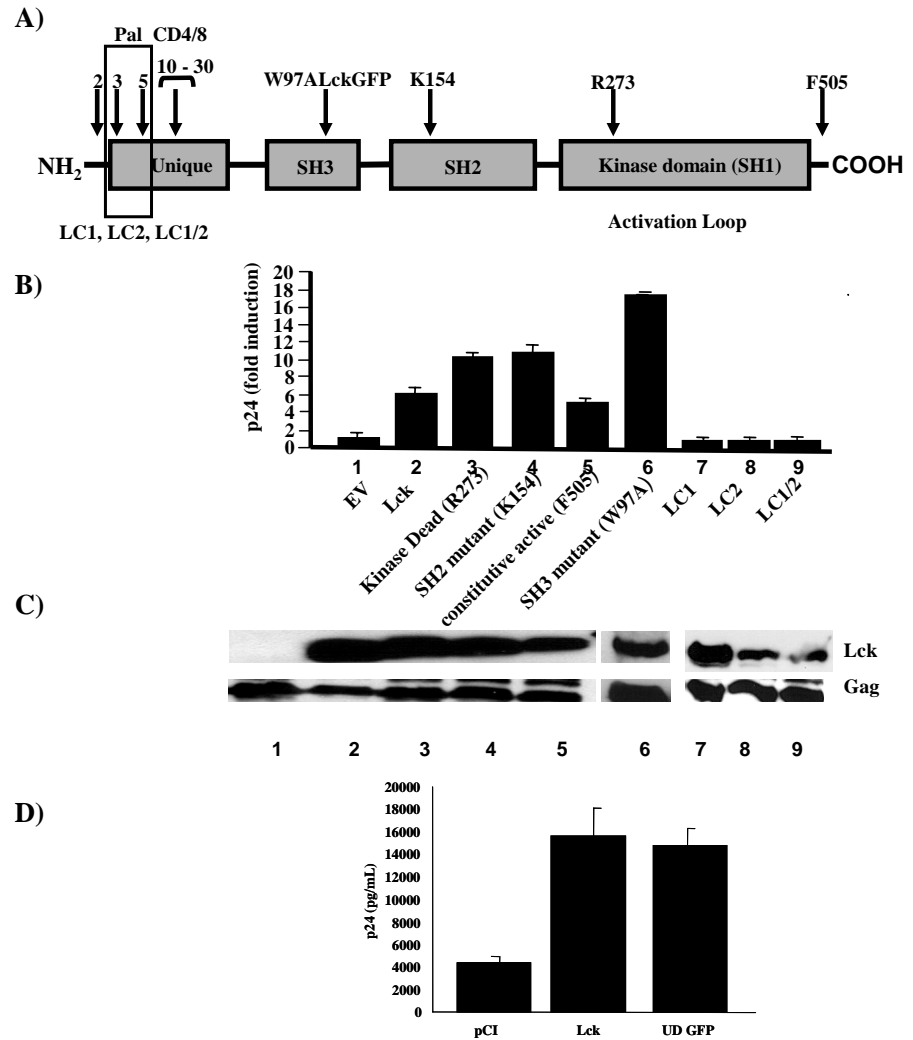 A)
Pal CD4/8
2 3 5 10 - 30
W97ALckGFP K154 R273 F505
NH2 Unique SH3 SH2 Kinase domain (SH1) COOH
LC1, LC2, LC1/2
Activation Loop
B)
p24 (fold induction)
20
18
16
14
12
10
8
6
4
2
0
1 2 3 4 5 6 7 8 9
EV
Lck
Kinase Dead (R273)
SH2 mutant (K154)
constitutive active (F505)
SH3 mutant (W97A)
LC1
LC2
LC1/2
C)
Lck
Gag
1 2 3 4 5 6 7 8 9
D)
p24 (pg/mL)
20000
18000
16000
14000
12000
10000
8000
6000
4000
2000
0
pCI Lck UD GFP